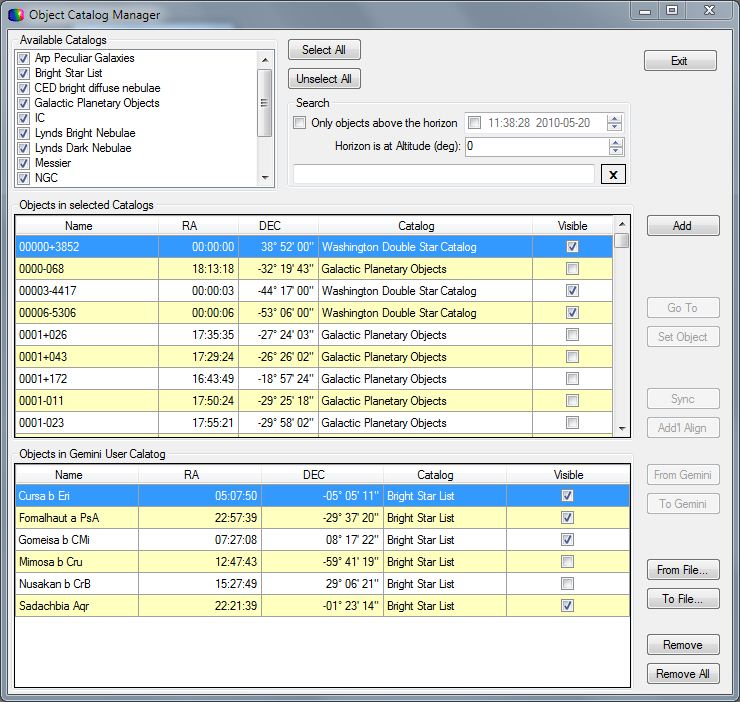 Object Catalog Manager
Available Catalogs
Arp Peculiar Galaxies
Bright Star List
CED bright diffuse nebulae
Galactic Planetary Objects
IC
Lynds Bright Nebulae
Lynds Dark Nebulae
Messier
NGC
Select All
Unselect All
Exit
Search
Only objects above the horizon 11:38:28 2010-05-20
Horizon is at Altitude (deg): 0
x
Objects in selected Catalogs
Name RA DEC Catalog Visible
00000+3852 00:00:00 38° 52' 00" Washington Double Star Catalog
0000-068 18:13:18 -32° 19' 43" Galactic Planetary Objects
00003-4417 00:00:03 -44° 17' 00" Washington Double Star Catalog
00006-5306 00:00:06 -53° 06' 00" Washington Double Star Catalog
0001+026 17:35:35 -27° 24' 03" Galactic Planetary Objects
0001+043 17:29:24 -26° 26' 02" Galactic Planetary Objects
0001+172 16:43:49 -18° 57' 24" Galactic Planetary Objects
0001-011 17:50:24 -29° 25' 18" Galactic Planetary Objects
0001-023 17:55:21 -29° 58' 02" Galactic Planetary Objects
Add
Go To
Set Object
Sync
Add'l Align
Objects in Gemini User Calatog
Name RA DEC Catalog Visible
Cursa b Eri 05:07:50 -05° 05' 11" Bright Star List
Fomalhaut a PsA 22:57:39 -29° 37' 20" Bright Star List
Gomeisa b CMi 07:27:08 08° 17' 22" Bright Star List
Mimosa b Cru 12:47:43 -59° 41' 19" Bright Star List
Nusakan b CrB 15:27:49 29° 06' 21" Bright Star List
Sadachbia Aqr 22:21:39 -01° 23' 14" Bright Star List
From Gemini
To Gemini
From File...
To File...
Remove
Remove All